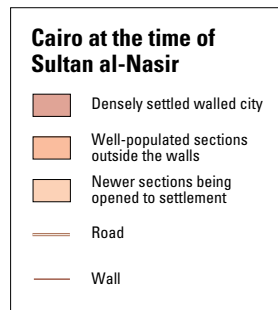 Cairo at the time of
Sultan al-Nasir
Densely settled walled city
Well-populated sections
outside the walls
Newer sections being
opened to settlement
Road
Wall